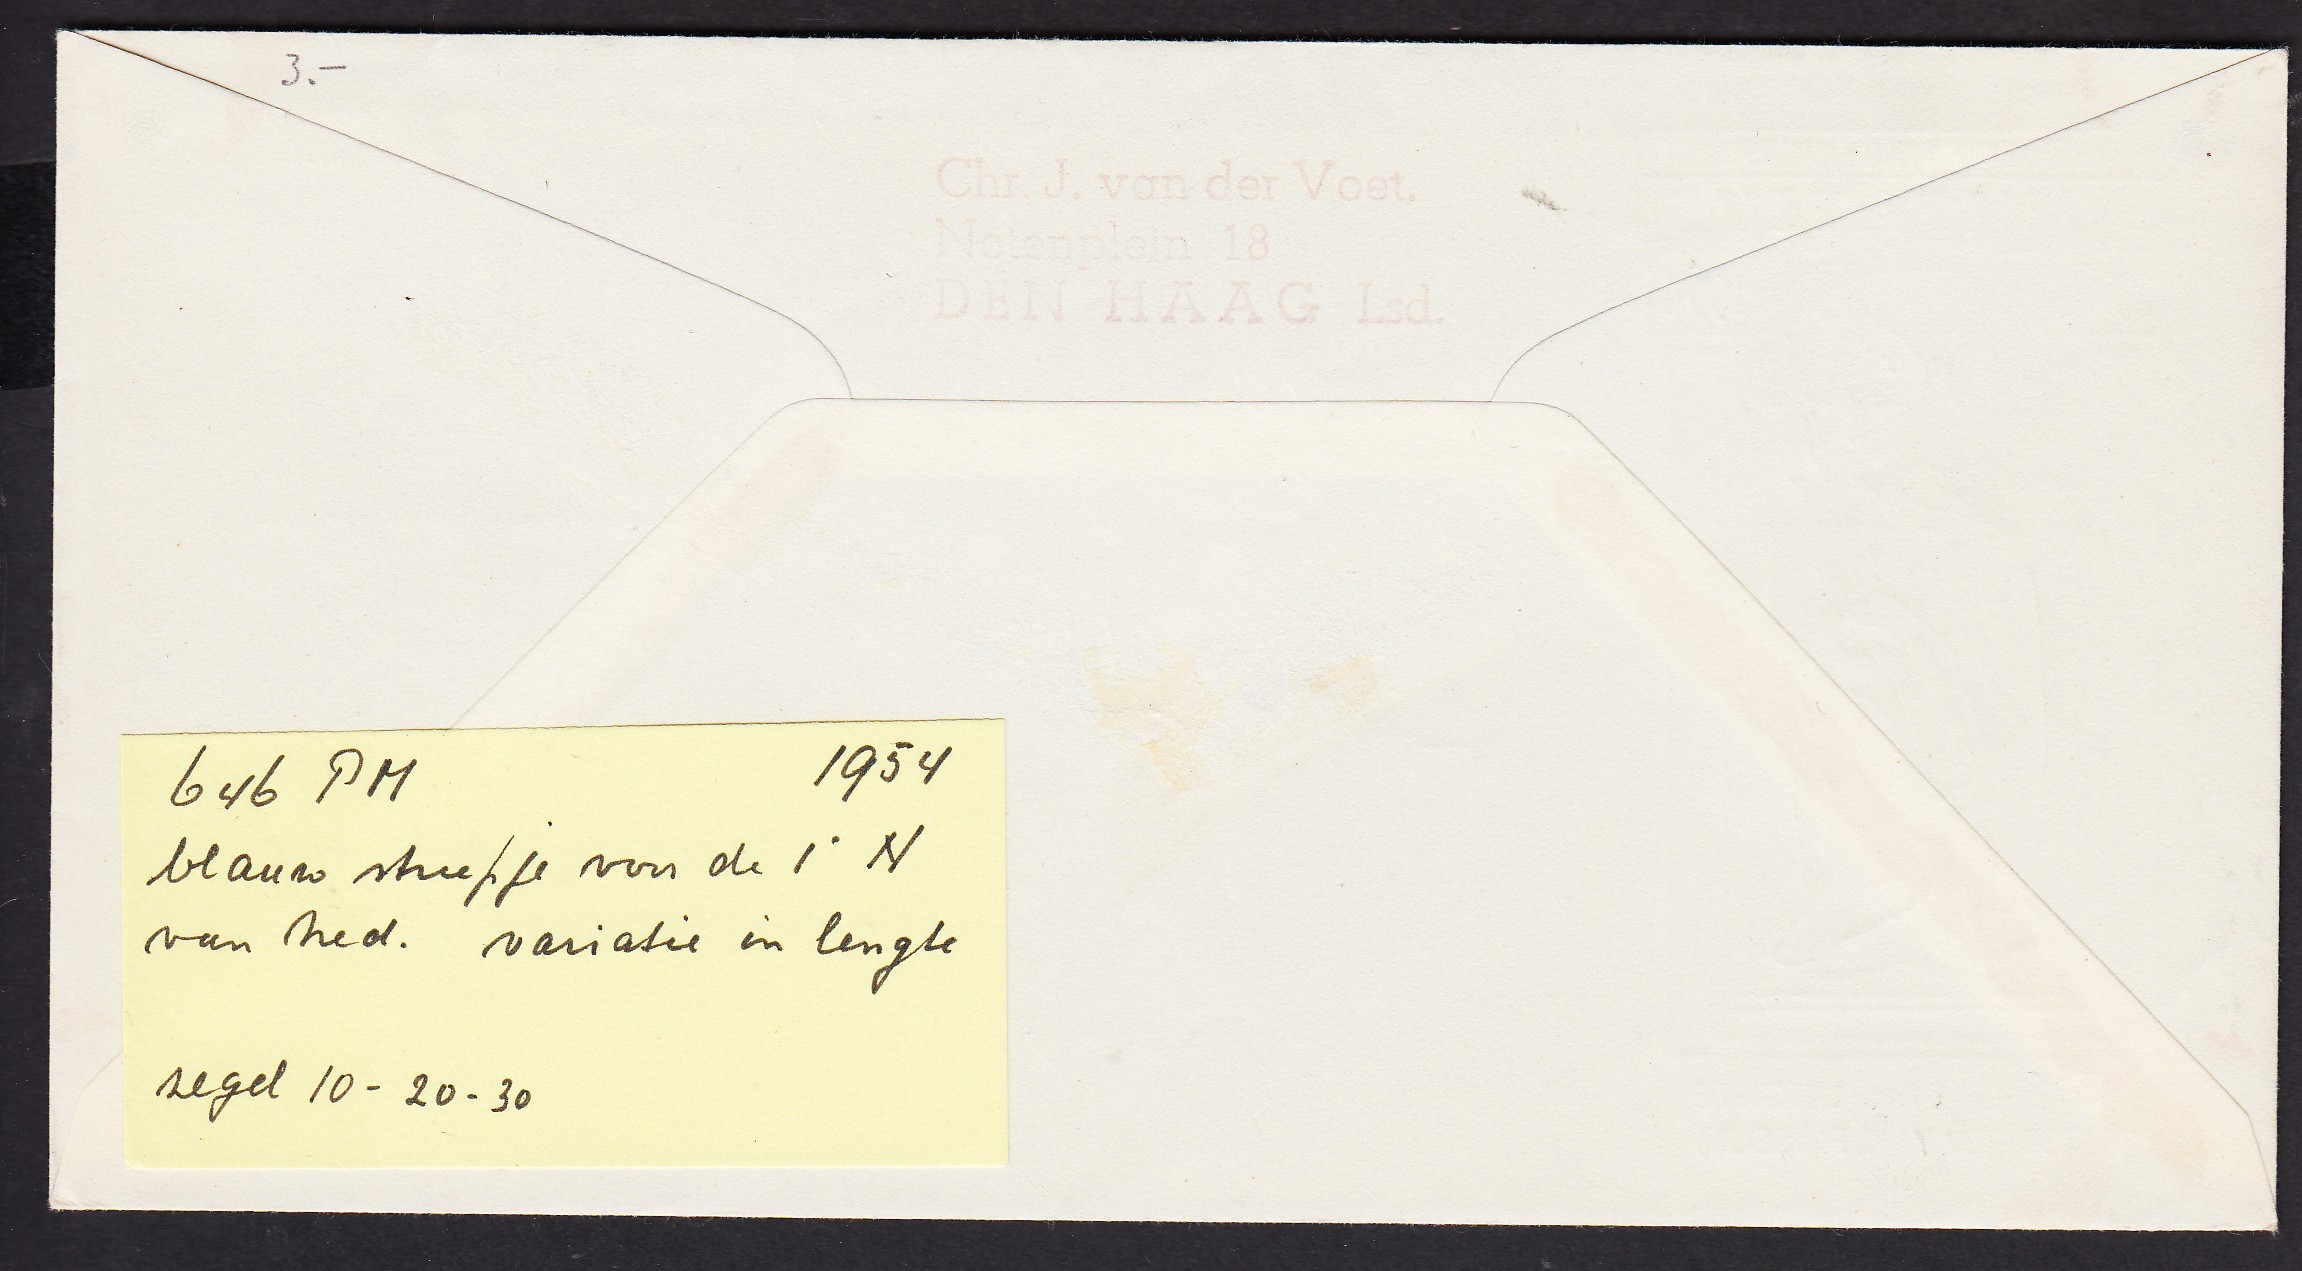 3.-
Chr. J. van der Voet.
Notenplein 18
DEN HAAG Lsd.
646 PM 1954
blauw streepje voor de 1e N
van Ned. variatie in lengte
zegel 10-20-30